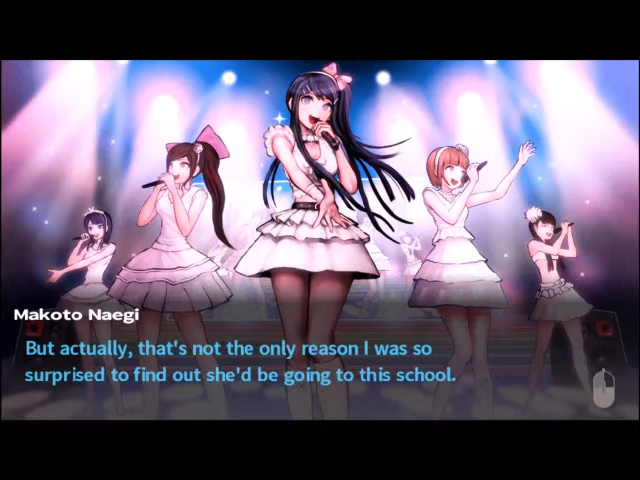 Makoto Naegi
But actually, that's not the only reason I was so
surprised to find out she'd be going to this school.